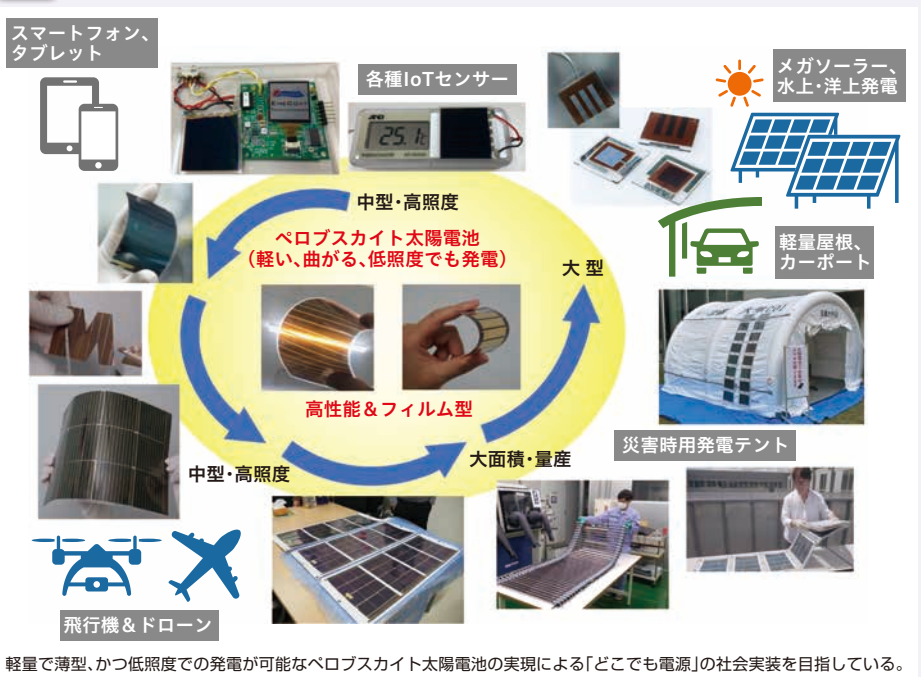 スマートフォン、
タブレット
各種IoTセンサー
メガソーラー、
水上・洋上発電
中型・高照度
ペロブスカイト太陽電池
（軽い、曲がる、低照度でも発電）
大型
軽量屋根、
カーポート
高性能＆フィルム型
中型・高照度
大面積・量産
災害時用発電テント
飛行機＆ドローン
軽量で薄型、かつ低照度での発電が可能なペロブスカイト太陽電池の実現による「どこでも電源」の社会実装を目指している。